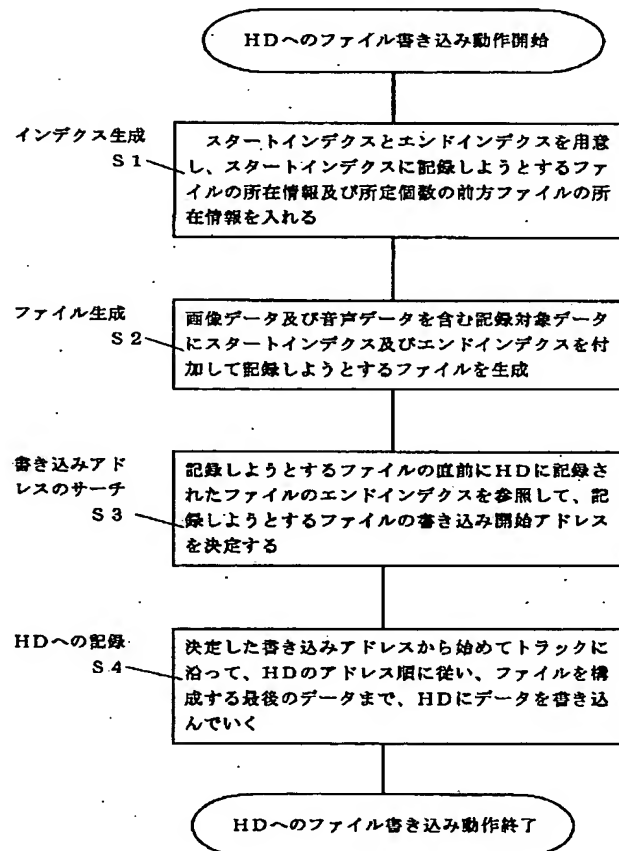 HDへのファイル書き込み動作開始
インデクス生成
S1
スタートインデクスとエンドインデクスを用意
し、スタートインデクスに記録しようとするファ
イルの所在情報及び所定個数の前方ファイルの所
在情報を入れる
ファイル生成
S2
画像データ及び音声データを含む記録対象データ
にスタートインデクス及びエンドインデクスを付
加して記録しようとするファイルを生成
書き込みアド
レスのサーチ
S3
記録しようとするファイルの直前にHDに記録さ
れたファイルのエンドインデクスを参照して、記
録しようとするファイルの書き込み開始アドレス
を決定する
HDへの記録
S4
決定した書き込みアドレスから始めてトラックに
沿って、HDのアドレス順に従い、ファイルを構
成する最後のデータまで、HDにデータを書き込
んでいく
HDへのファイル書き込み動作終了